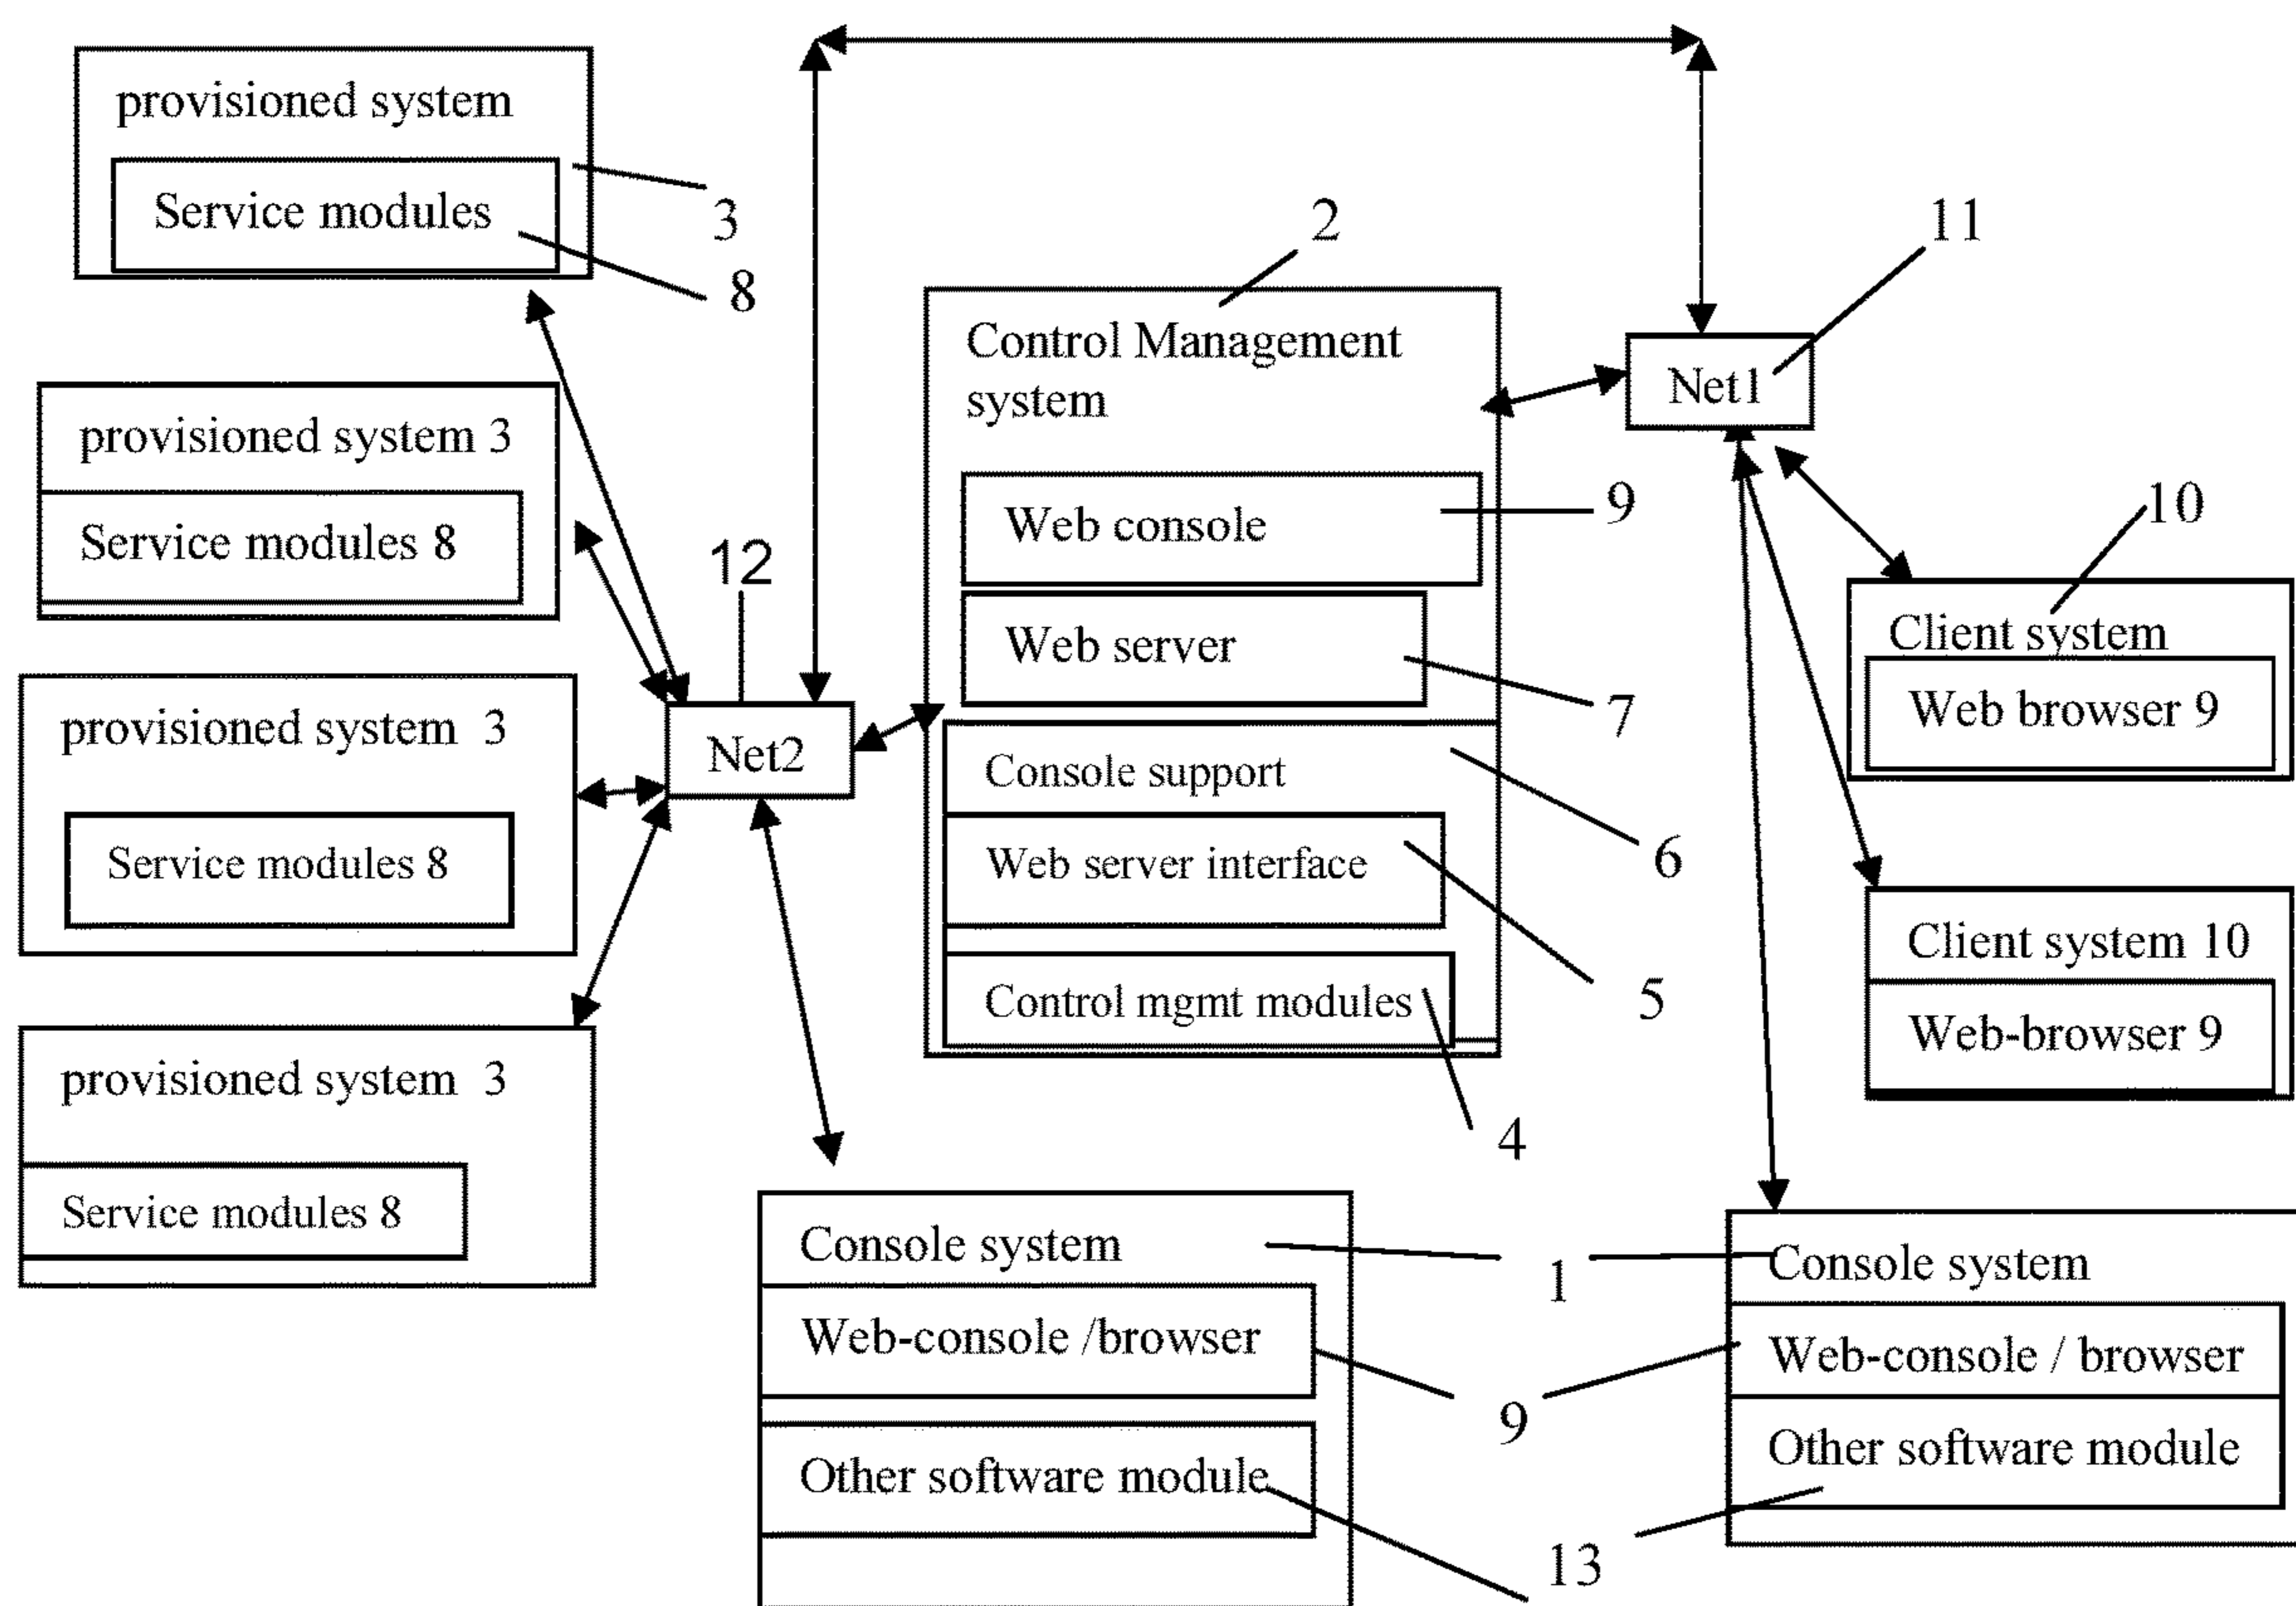 provisioned system
Service modules
3
8
provisioned system 3
Service modules 8
provisioned system 3
Service modules 8
provisioned system 3
Service modules 8
12
Net2
2
Control Management
system
Web console
9
Web server
7
Console support
6
Web server interface
5
Control mgmt modules
4
11
Net1
10
Client system
Web browser 9
Client system 10
Web-browser 9
Console system
Web-console /browser
Other software module
1
9
13
Console system
Web-console / browser
Other software module